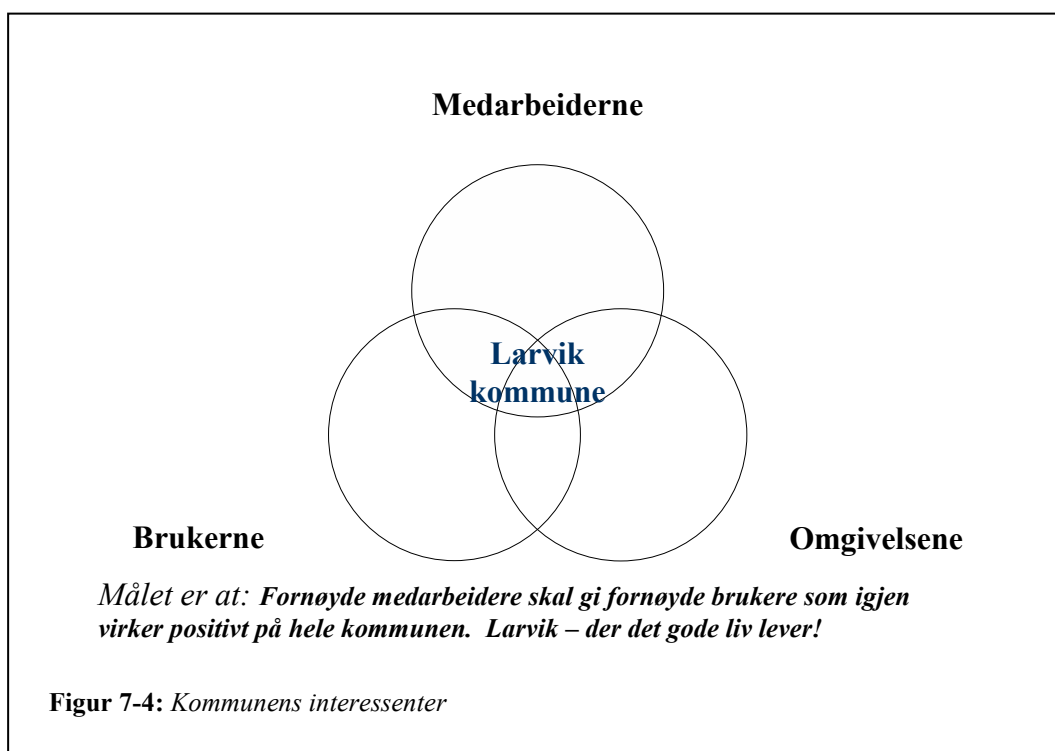 Medarbeiderne
Larvik
kommune
Brukerne
Omgivelsene
Målet er at: Fornøyde medarbeidere skal gi fornøyde brukere som igjen
virker positivt på hele kommunen. Larvik – der det gode liv lever!
Figur 7-4: Kommunens interessenter